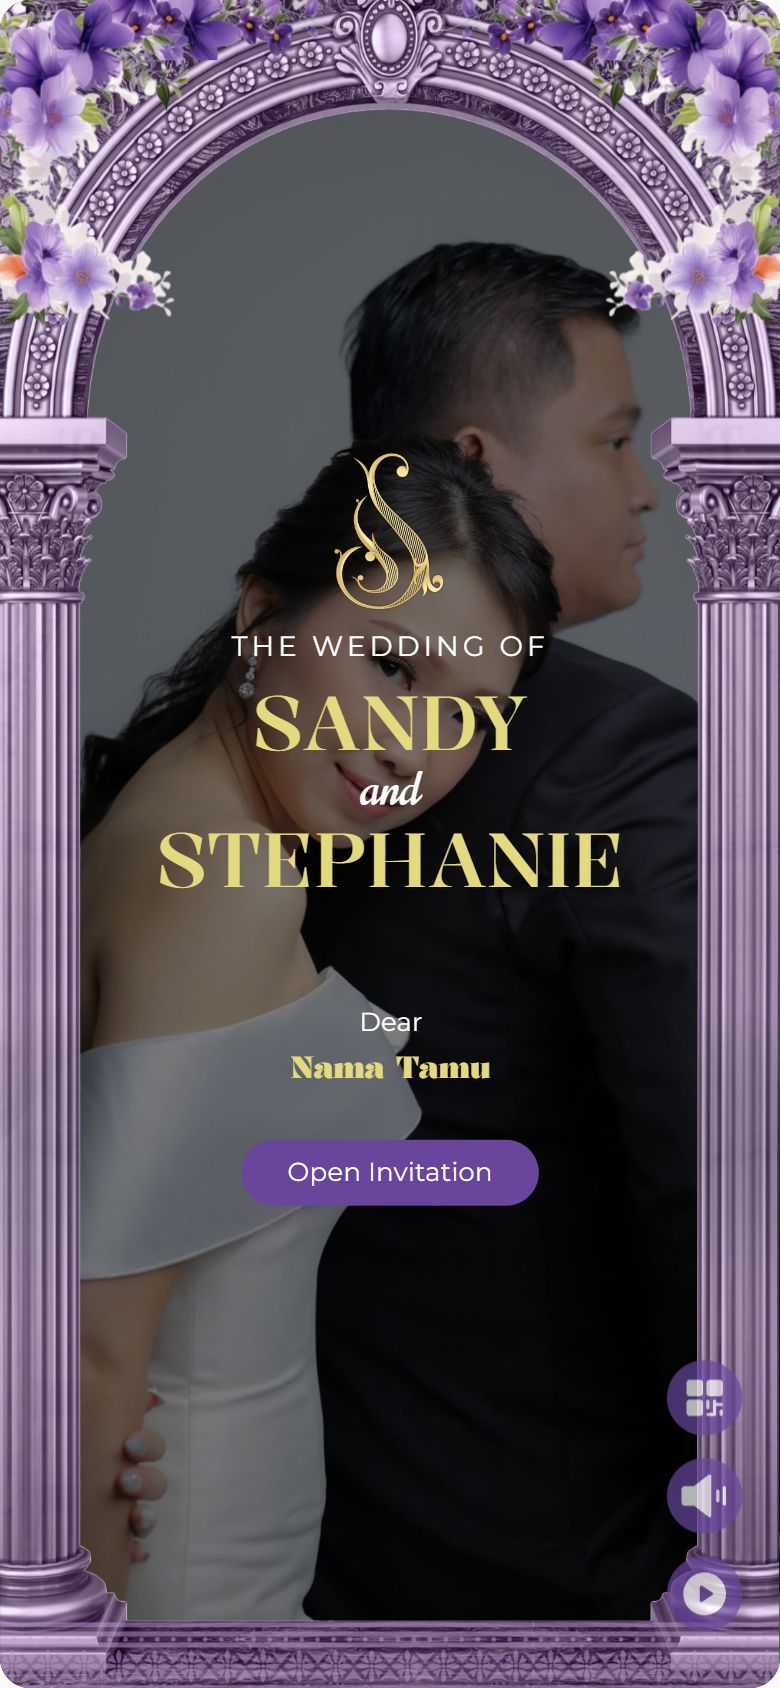 S
THE WEDDING OF
SANDY
and
STEPHANIE
Dear
Nama Tamu
Open Invitation